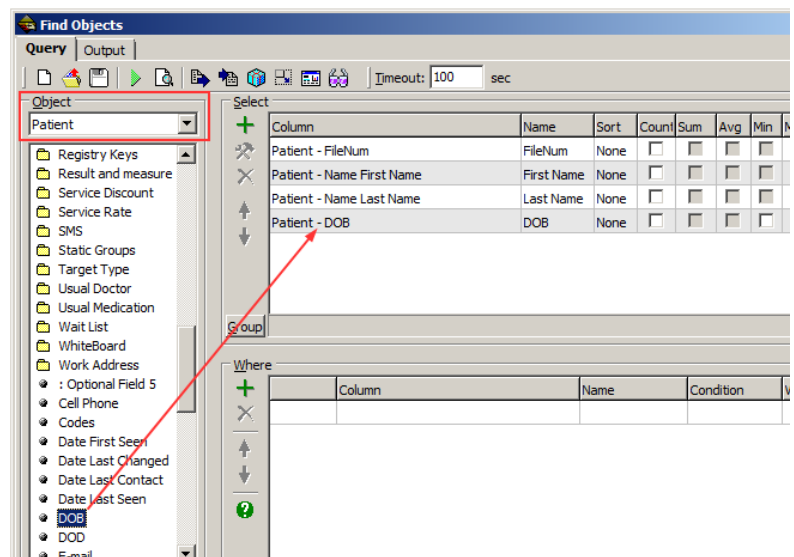 Find Objects
Query Output
Timeout: 100 sec
Object
Patient
Registry Keys
Result and measure
Service Discount
Service Rate
SMS
Static Groups
Target Type
Usual Doctor
Usual Medication
Wait List
WhiteBoard
Work Address
: Optional Field 5
Cell Phone
Codes
Date First Seen
Date Last Changed
Date Last Contact
Date Last Seen
DOB
DOD
E-mail
Select
Column Name Sort Count Sum Avg Min M
Patient - FileNum FileNum None
Patient - Name First Name First Name None
Patient - Name Last Name Last Name None
Patient - DOB DOB None
Group
Where
Column Name Condition